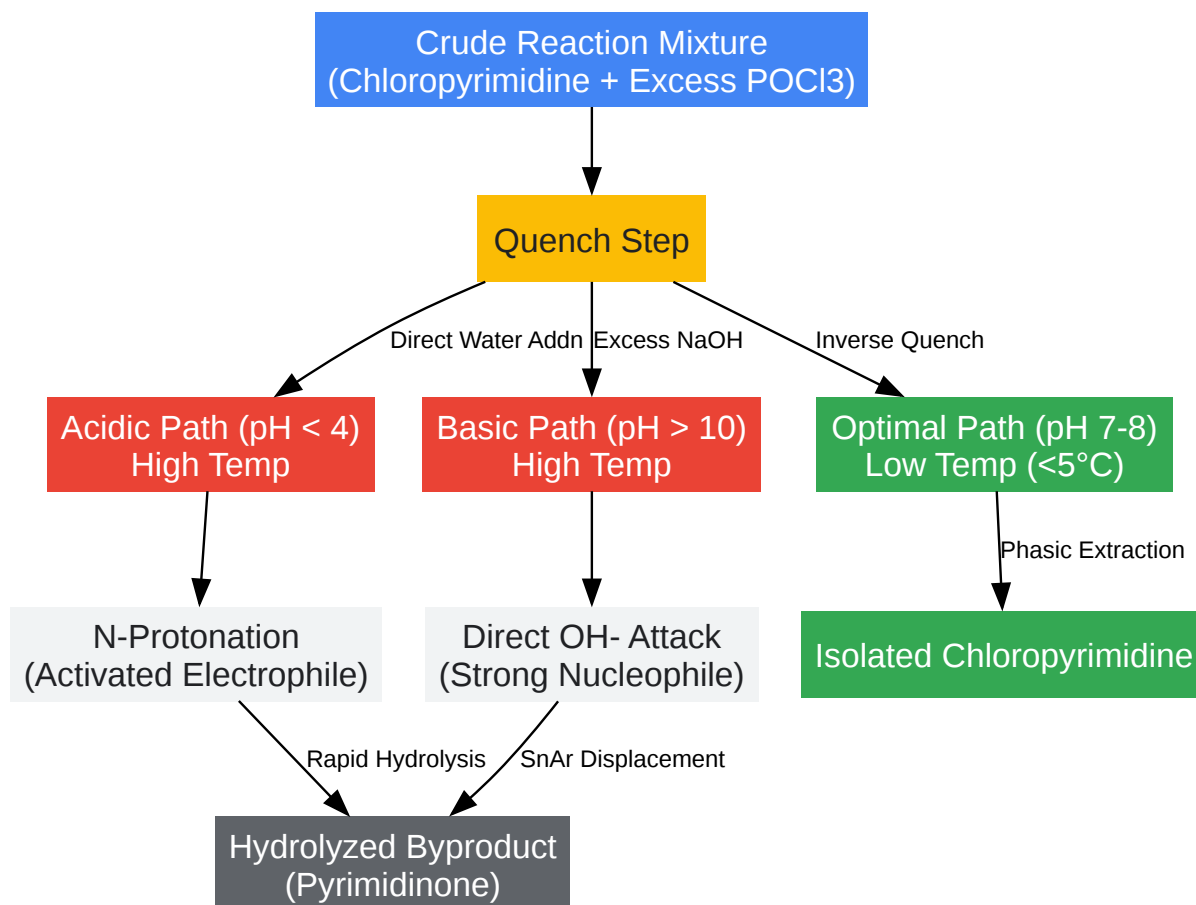 Crude Reaction Mixture
(Chloropyrimidine + Excess POCl3)
Quench Step
Direct Water Addn
Excess NaOH
Inverse Quench
Acidic Path (pH < 4)
High Temp
Basic Path (pH > 10)
High Temp
Optimal Path (pH 7-8)
Low Temp (<5°C)
Phasic Extraction
N-Protonation
(Activated Electrophile)
Direct OH- Attack
(Strong Nucleophile)
Isolated Chloropyrimidine
Rapid Hydrolysis
SnAr Displacement
Hydrolyzed Byproduct
(Pyrimidinone)